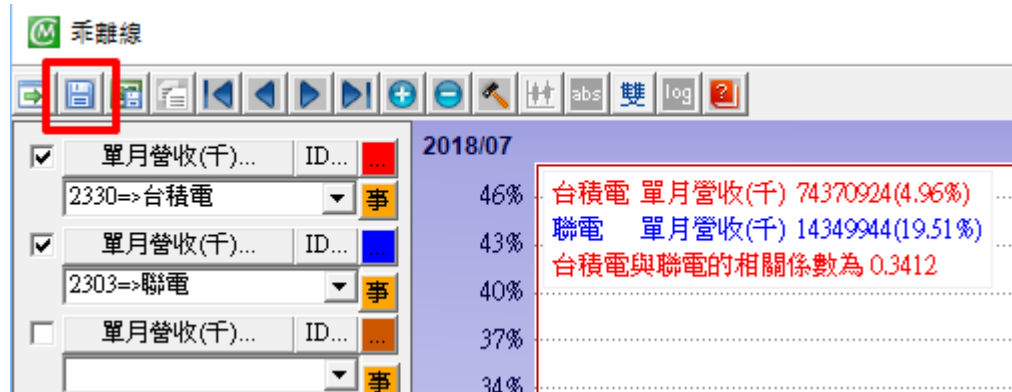 乖離線
abs 雙 log ?
單月營收(千)... ID... ...
2330=>台積電 事
單月營收(千)... ID... ...
2303=>聯電 事
單月營收(千)... ID... ...
事
2018/07
46%
43%
40%
37%
34%
台積電 單月營收(千) 74370924(4.96%)
聯電 單月營收(千) 14349944(19.51%)
台積電與聯電的相關係數為 0.3412